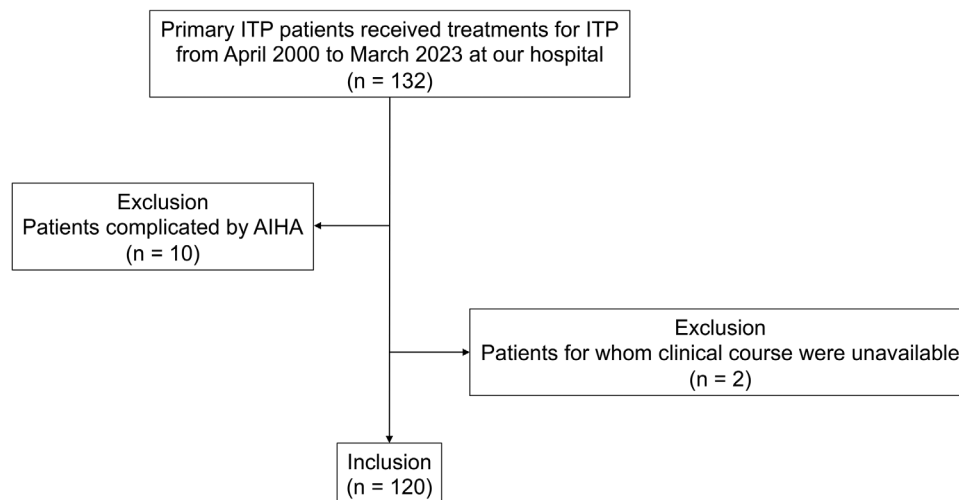 Primary ITP patients received treatments for ITP
from April 2000 to March 2023 at our hospital
(n = 132)
Exclusion
Patients complicated by AIHA
(n = 10)
Exclusion
Patients for whom clinical course were unavailable
(n = 2)
Inclusion
(n = 120)